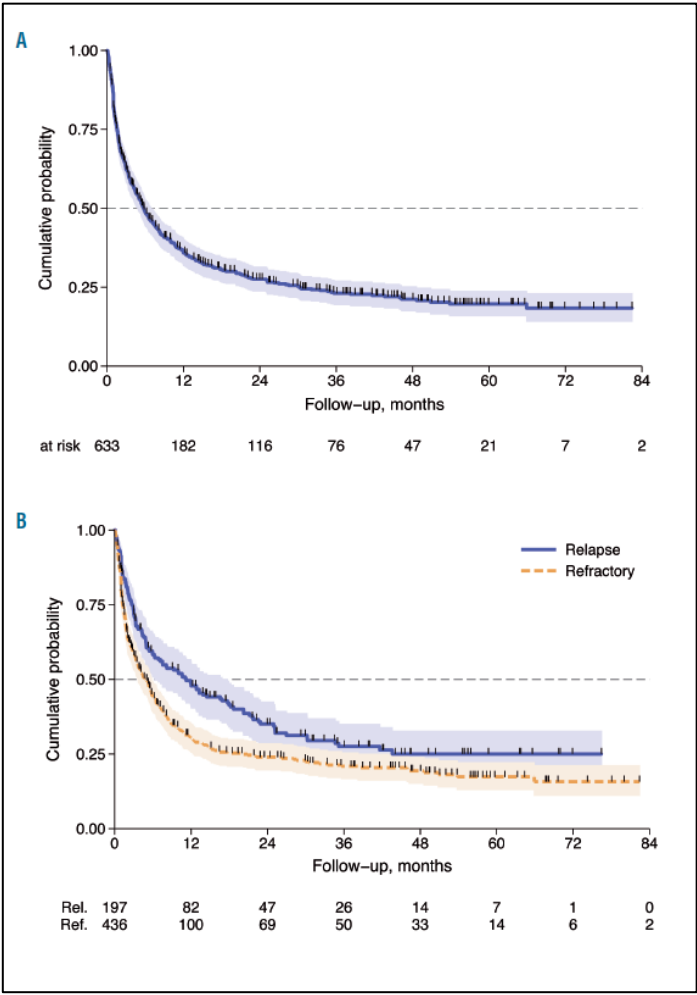 A
1.00
0.75
0.50
0.25
0.00
Cumulative probability
0 12 24 36 48 60 72 84
Follow-up, months
at risk 633 182 116 76 47 21 7 2
B
1.00
0.75
0.50
0.25
0.00
Cumulative probability
Relapse
Refractory
0 12 24 36 48 60 72 84
Follow-up, months
Rel. 197 82 47 26 14 7 1 0
Ref. 436 100 69 50 33 14 6 2